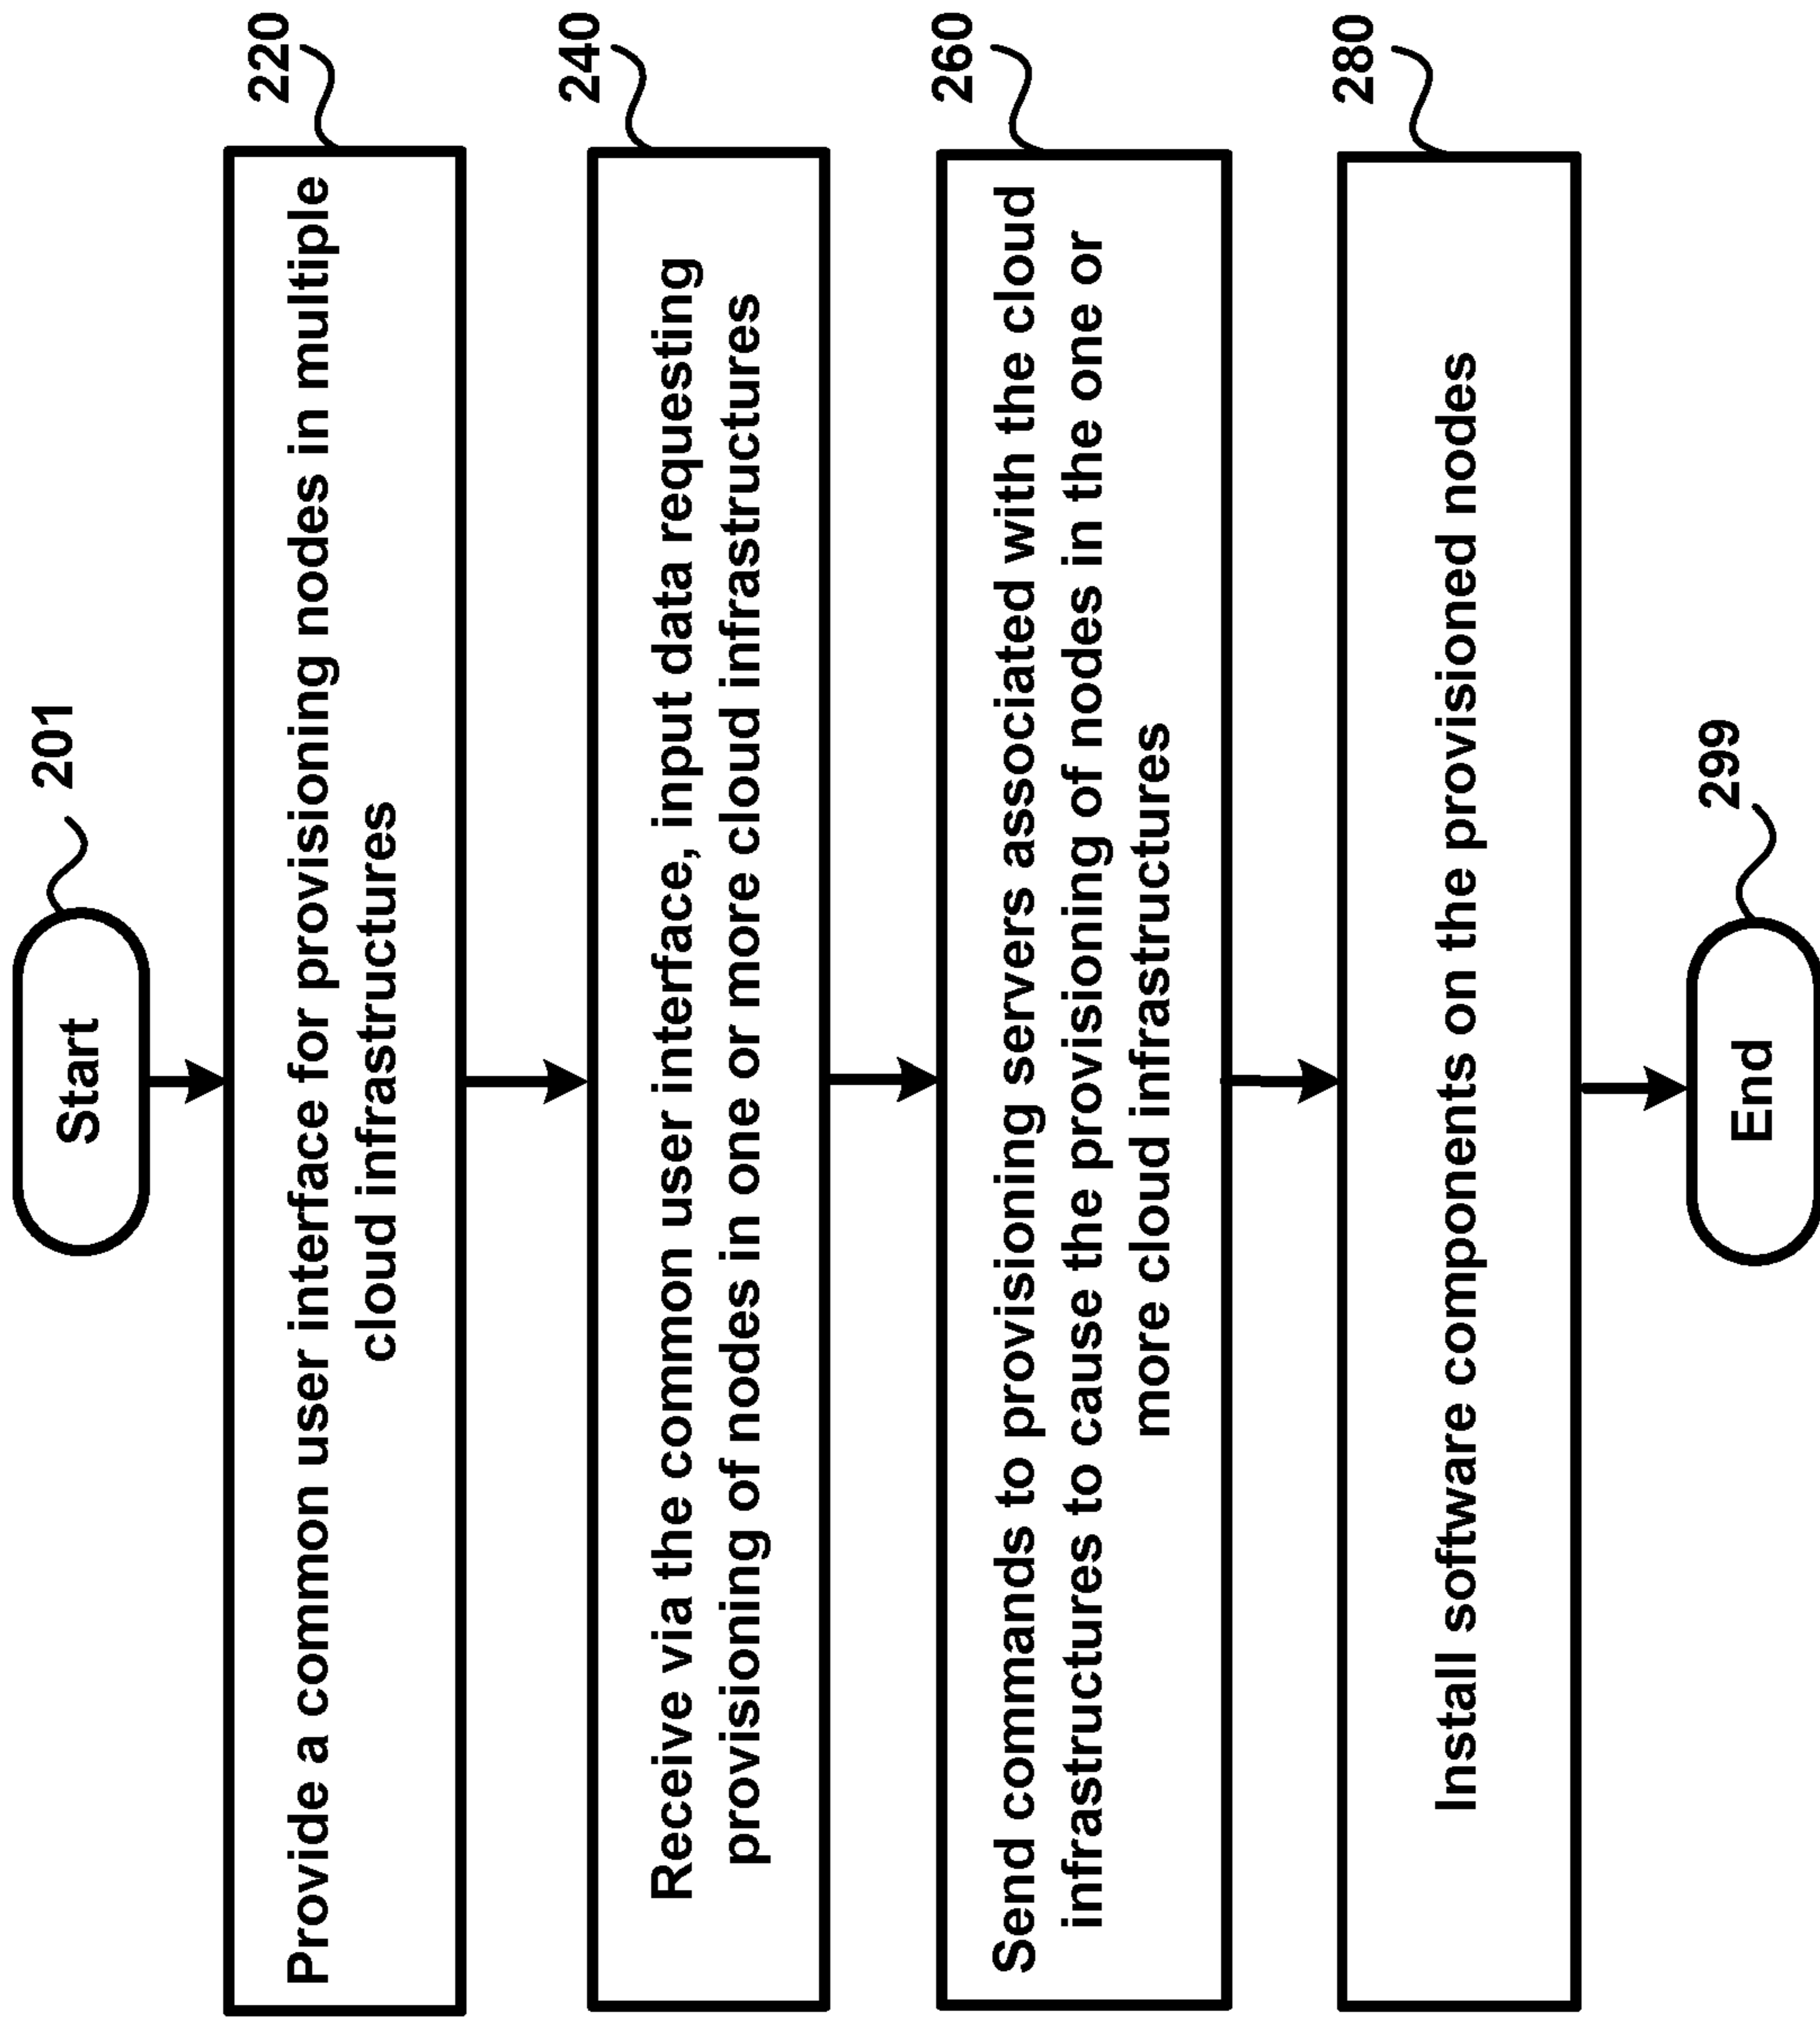 201
Start
220
Provide a common user interface for provisioning nodes in multiple
cloud infrastructures
240
Receive via the common user interface, input data requesting
provisioning of nodes in one or more cloud infrastructures
260
Send commands to provisioning servers associated with the cloud
infrastructures to cause the provisioning of nodes in the one or
more cloud infrastructures
280
Install software components on the provisioned nodes
299
End